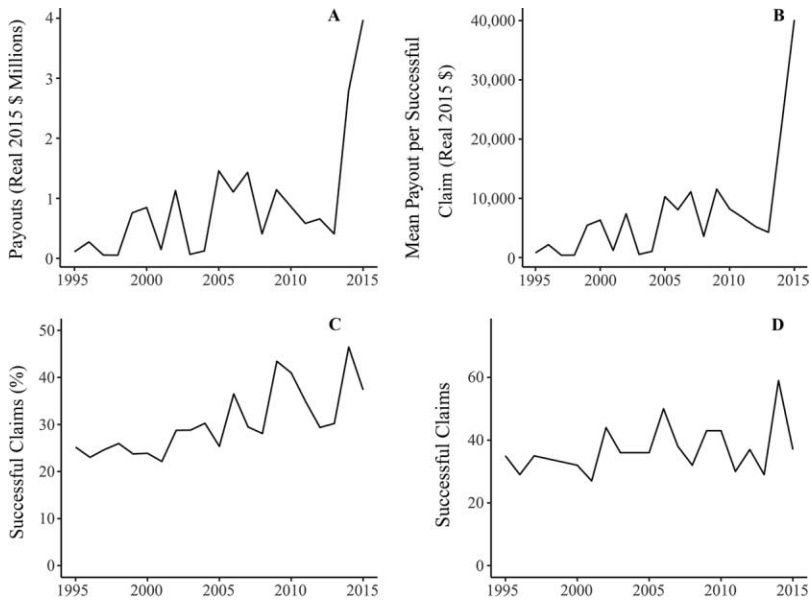 A
Payouts (Real 2015 $ Millions)
4
3
2
1
0
1995 2000 2005 2010 2015
B
Mean Payout per Successful
Claim (Real 2015 $)
40,000
30,000
20,000
10,000
0
1995 2000 2005 2010 2015
C
Successful Claims (%)
50
40
30
20
10
0
1995 2000 2005 2010 2015
D
Successful Claims
60
40
20
0
1995 2000 2005 2010 2015